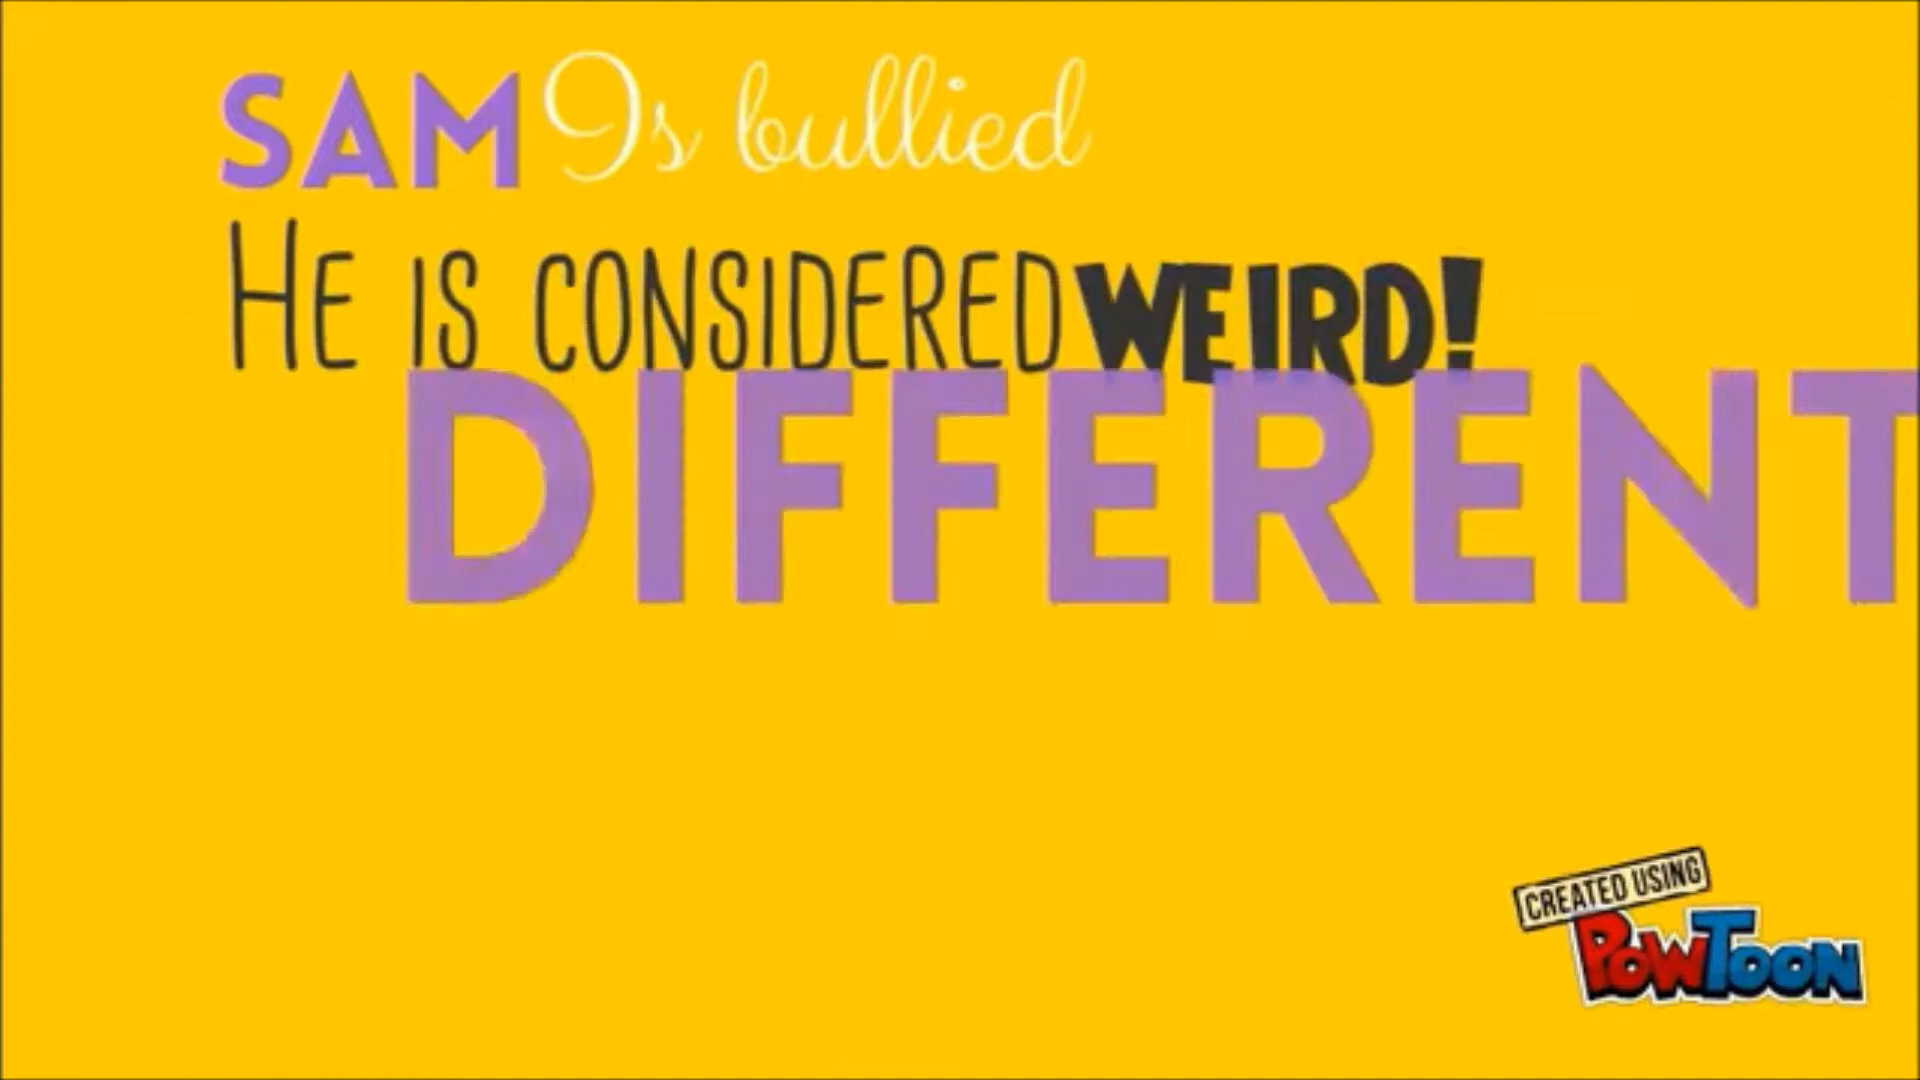 SAM Is bullied
HE IS CONSIDERED WEIRD!
DIFFERENT
CREATED USING
POWTOON